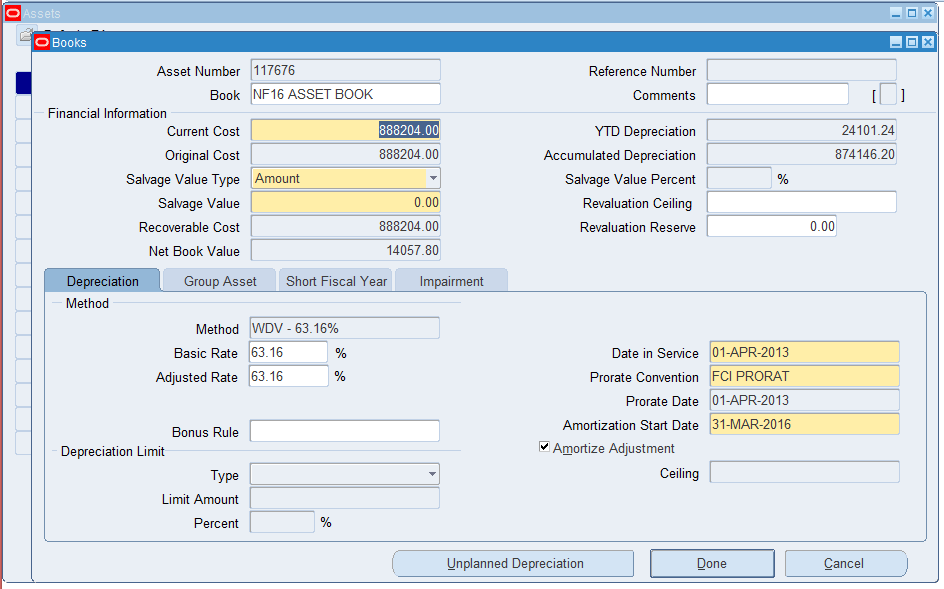 Assets
Books
Asset Number 117676 Reference Number
Book NF16 ASSET BOOK Comments [ ]
Financial Information
Current Cost 888204.00 YTD Depreciation 24101.24
Original Cost 888204.00 Accumulated Depreciation 874146.20
Salvage Value Type Amount Salvage Value Percent %
Salvage Value 0.00 Revaluation Ceiling
Recoverable Cost 888204.00 Revaluation Reserve 0.00
Net Book Value 14057.80
Depreciation Group Asset Short Fiscal Year Impairment
Method
Method WDV - 63.16%
Basic Rate 63.16 % Date in Service 01-APR-2013
Adjusted Rate 63.16 % Prorate Convention FCI PRORAT
Prorate Date 01-APR-2013
Bonus Rule Amortization Start Date 31-MAR-2016
Depreciation Limit Amortize Adjustment
Type Ceiling
Limit Amount
Percent %
Unplanned Depreciation Done Cancel